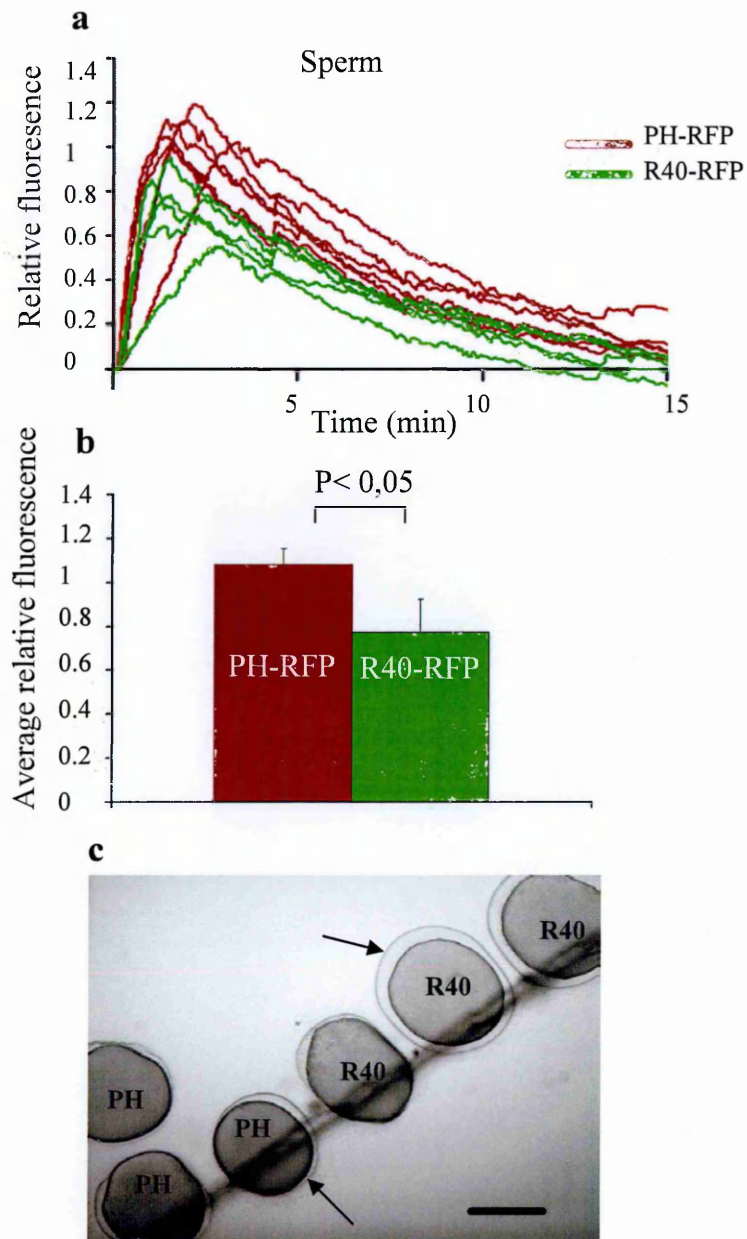 a
Sperm
Relative fluoresence
1.4
1.2
1
0.8
0.6
0.4
0.2
0
PH-RFP
R40-RFP
5
10
15
Time (min)
b
Average relative fluorescence
P< 0,05
1.4
1.2
1
0.8
0.6
0.4
0.2
0
PH-RFP
R40-RFP
c
R40
R40
R40
PH
PH
PH